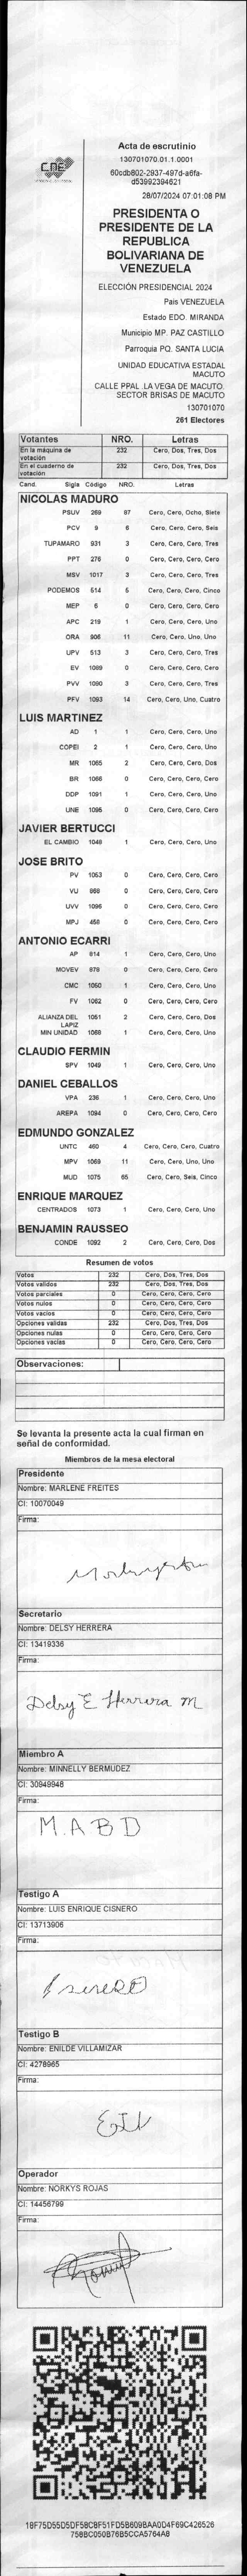 CNE
Acta de escrutinio
130701070.01.1.0001
60cdb802-2937-497d-a6fa-
d53992394621
28/07/2024 07:01:08 PM
PRESIDENTA O
PRESIDENTE DE LA
REPUBLICA
BOLIVARIANA DE
VENEZUELA
ELECCIÓN PRESIDENCIAL 2024
Pais VENEZUELA
Estado EDO. MIRANDA
Municipio MP. PAZ CASTILLO
Parroquia PQ. SANTA LUCIA
UNIDAD EDUCATIVA ESTADAL
MACUTO
CALLE PPAL .LA VEGA DE MACUTO.
SECTOR BRISAS DE MACUTO
130701070
261 Electores
Votantes NRO. Letras
En la máquina de votación 232 Cero, Dos, Tres, Dos
En el cuaderno de votación 232 Cero, Dos, Tres, Dos
Cand. Sigla Código NRO. Letras
NICOLAS MADURO
PSUV 269 87 Cero, Cero, Ocho, Siete
PCV 9 6 Cero, Cero, Cero, Seis
TUPAMARO 931 3 Cero, Cero, Cero, Tres
PPT 276 0 Cero, Cero, Cero, Cero
MSV 1017 3 Cero, Cero, Cero, Tres
PODEMOS 514 5 Cero, Cero, Cero, Cinco
MEP 6 0 Cero, Cero, Cero, Cero
APC 219 1 Cero, Cero, Cero, Uno
ORA 906 11 Cero, Cero, Uno, Uno
UPV 513 3 Cero, Cero, Cero, Tres
EV 1089 0 Cero, Cero, Cero, Cero
PVV 1090 3 Cero, Cero, Cero, Tres
PFV 1093 14 Cero, Cero, Uno, Cuatro
LUIS MARTINEZ
AD 1 1 Cero, Cero, Cero, Uno
COPEI 2 1 Cero, Cero, Cero, Uno
MR 1065 2 Cero, Cero, Cero, Dos
BR 1066 0 Cero, Cero, Cero, Cero
DDP 1091 1 Cero, Cero, Cero, Uno
UNE 1095 0 Cero, Cero, Cero, Cero
JAVIER BERTUCCI
EL CAMBIO 1048 1 Cero, Cero, Cero, Uno
JOSE BRITO
PV 1053 0 Cero, Cero, Cero, Cero
VU 868 0 Cero, Cero, Cero, Cero
UVV 1096 0 Cero, Cero, Cero, Cero
MPJ 458 0 Cero, Cero, Cero, Cero
ANTONIO ECARRI
AP 814 1 Cero, Cero, Cero, Uno
MOVEV 978 0 Cero, Cero, Cero, Cero
CMC 1050 1 Cero, Cero, Cero, Uno
FV 1062 0 Cero, Cero, Cero, Cero
ALIANZA DEL LAPIZ 1051 2 Cero, Cero, Cero, Dos
MIN UNIDAD 1068 1 Cero, Cero, Cero, Uno
CLAUDIO FERMIN
SPV 1049 1 Cero, Cero, Cero, Uno
DANIEL CEBALLOS
VPA 236 1 Cero, Cero, Cero, Uno
AREPA 1094 0 Cero, Cero, Cero, Cero
EDMUNDO GONZALEZ
UNTC 460 4 Cero, Cero, Cero, Cuatro
MPV 1069 11 Cero, Cero, Uno, Uno
MUD 1075 65 Cero, Cero, Seis, Cinco
ENRIQUE MARQUEZ
CENTRADOS 1073 1 Cero, Cero, Cero, Uno
BENJAMIN RAUSSEO
CONDE 1092 2 Cero, Cero, Cero, Dos
Resumen de votos
Votos 232 Cero, Dos, Tres, Dos
Votos validos 232 Cero, Dos, Tres, Dos
Votos parciales 0 Cero, Cero, Cero, Cero
Votos nulos 0 Cero, Cero, Cero, Cero
Votos vacios 0 Cero, Cero, Cero, Cero
Opciones validas 232 Cero, Dos, Tres, Dos
Opciones nulas 0 Cero, Cero, Cero, Cero
Opciones vacías 0 Cero, Cero, Cero, Cero
Observaciones:
Se levanta la presente acta la cual firman en
señal de conformidad.
Miembros de la mesa electoral
Presidente
Nombre: MARLENE FREITES
CI: 10070049
Firma:
Secretario
Nombre: DELSY HERRERA
CI: 13419336
Firma:
Delsy E Herrera M
Miembro A
Nombre: MINNELLY BERMUDEZ
CI: 30949948
Firma:
M.A B D
Testigo A
Nombre: LUIS ENRIQUE CISNERO
CI: 13713906
Firma:
Testigo B
Nombre: ENILDE VILLAMIZAR
CI: 4278965
Firma:
Operador
Nombre: NORKYS ROJAS
CI: 14456799
Firma:
18F75D55D5DF58C8F51FD5B609BAA0D4F69C426526
758BC050B76B5CCA5764A8